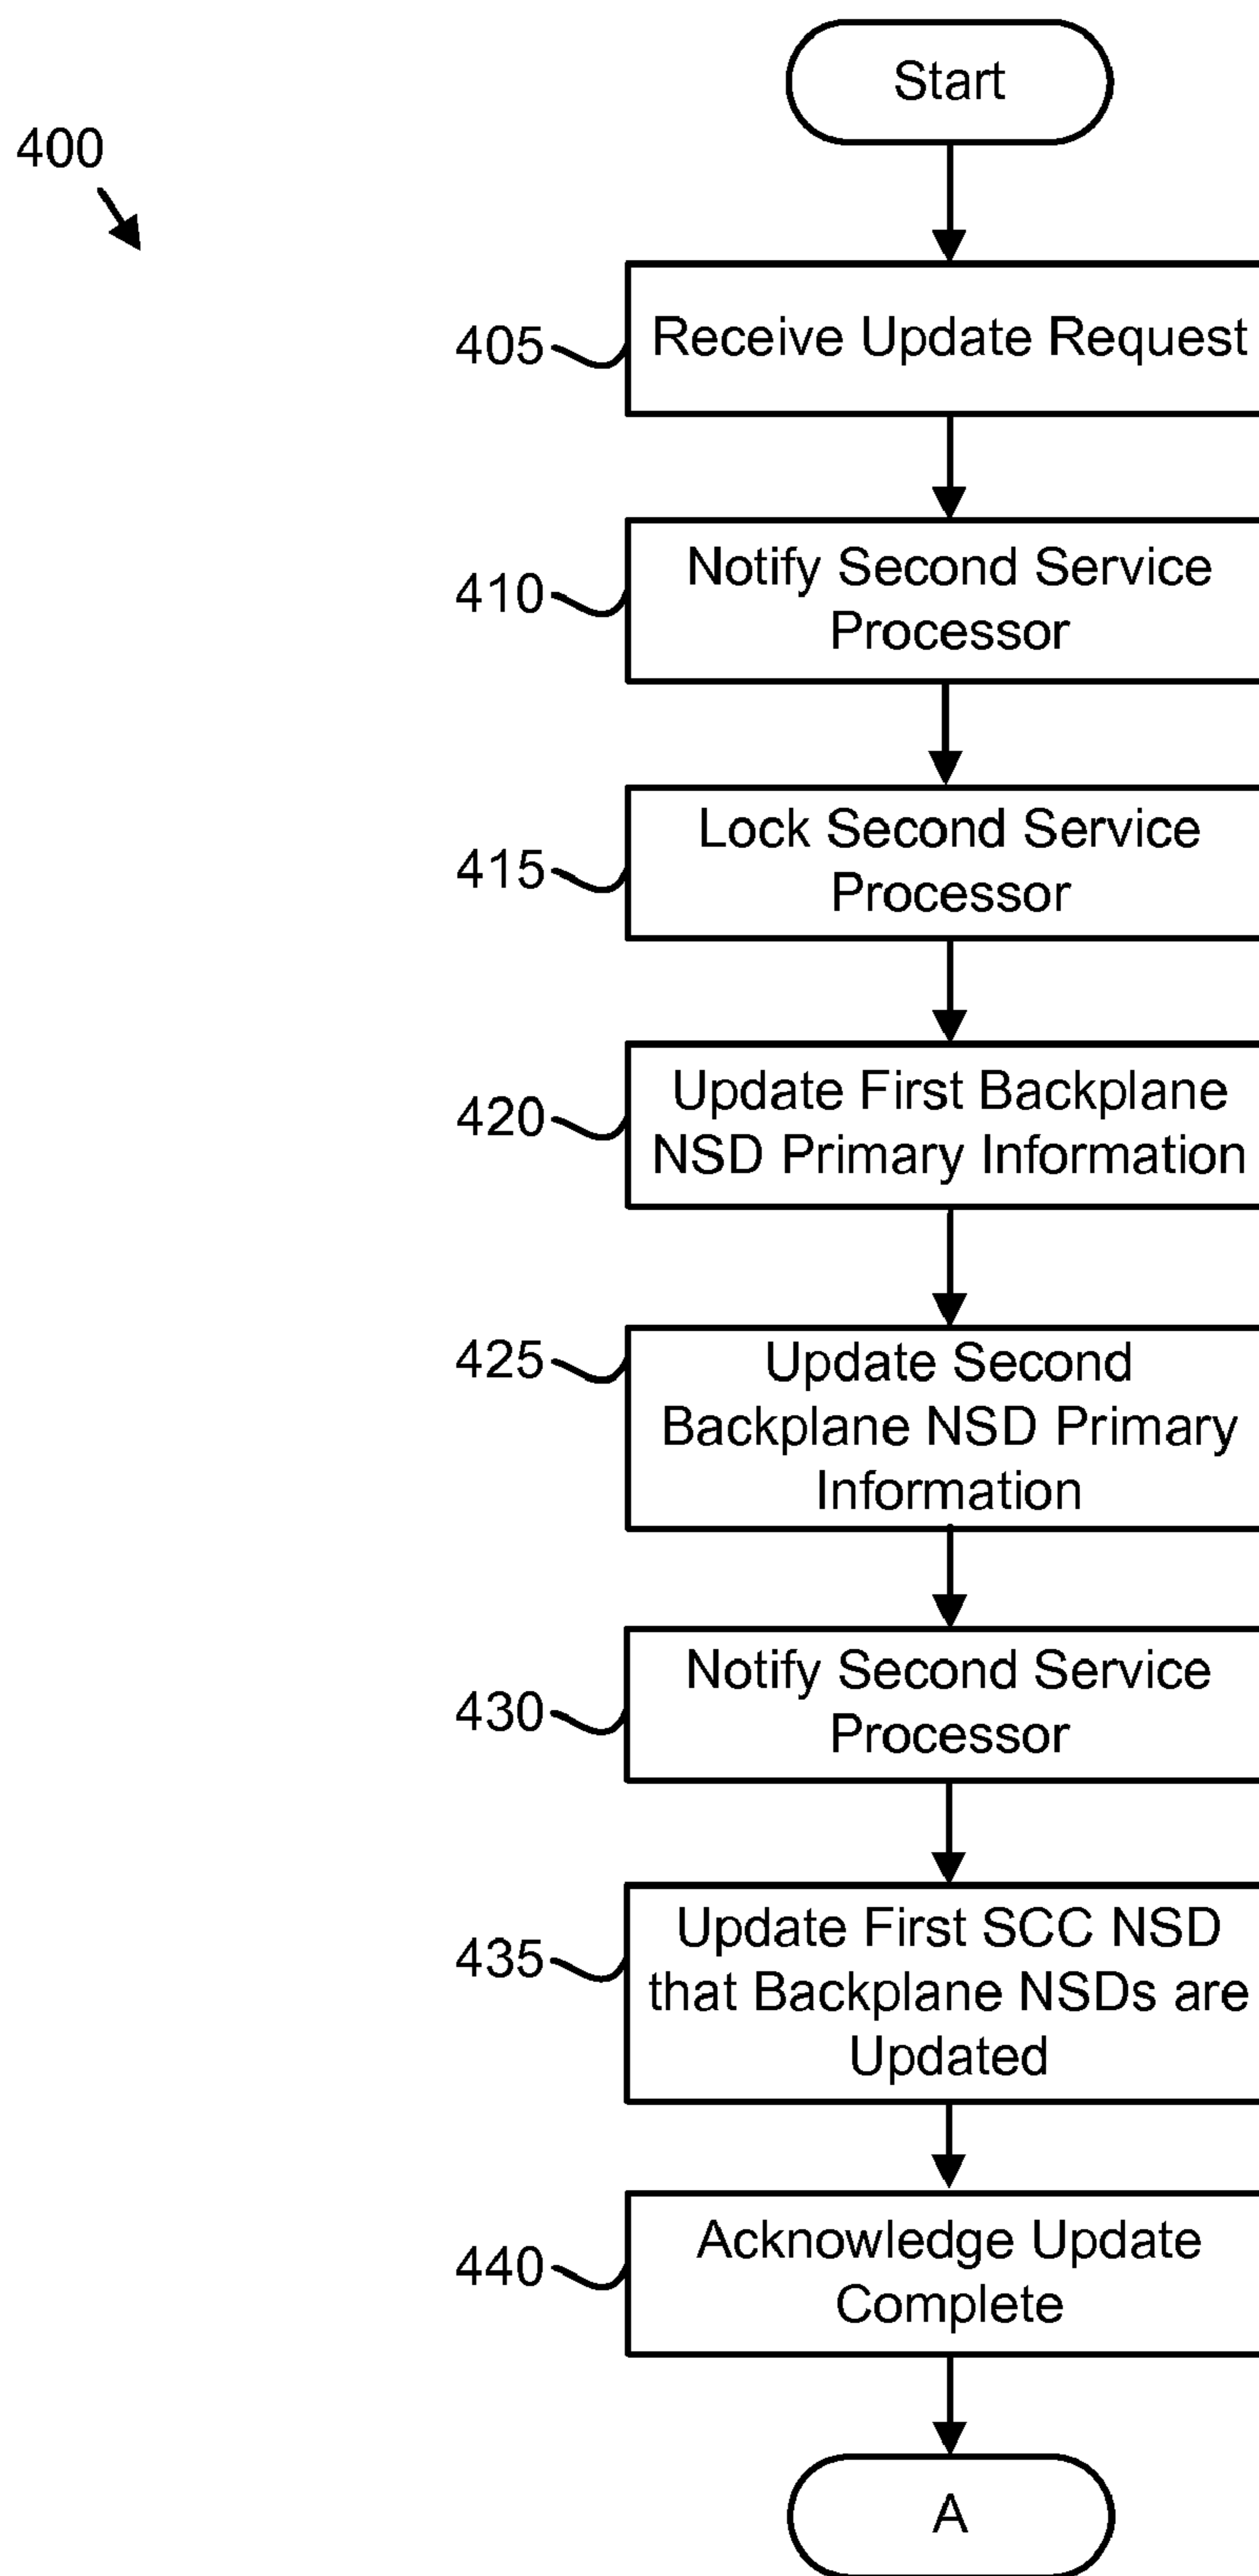 Start
400
405
Receive Update Request
410
Notify Second Service
Processor
415
Lock Second Service
Processor
420
Update First Backplane
NSD Primary Information
425
Update Second
Backplane NSD Primary
Information
430
Notify Second Service
Processor
435
Update First SCC NSD
that Backplane NSDs are
Updated
440
Acknowledge Update
Complete
A